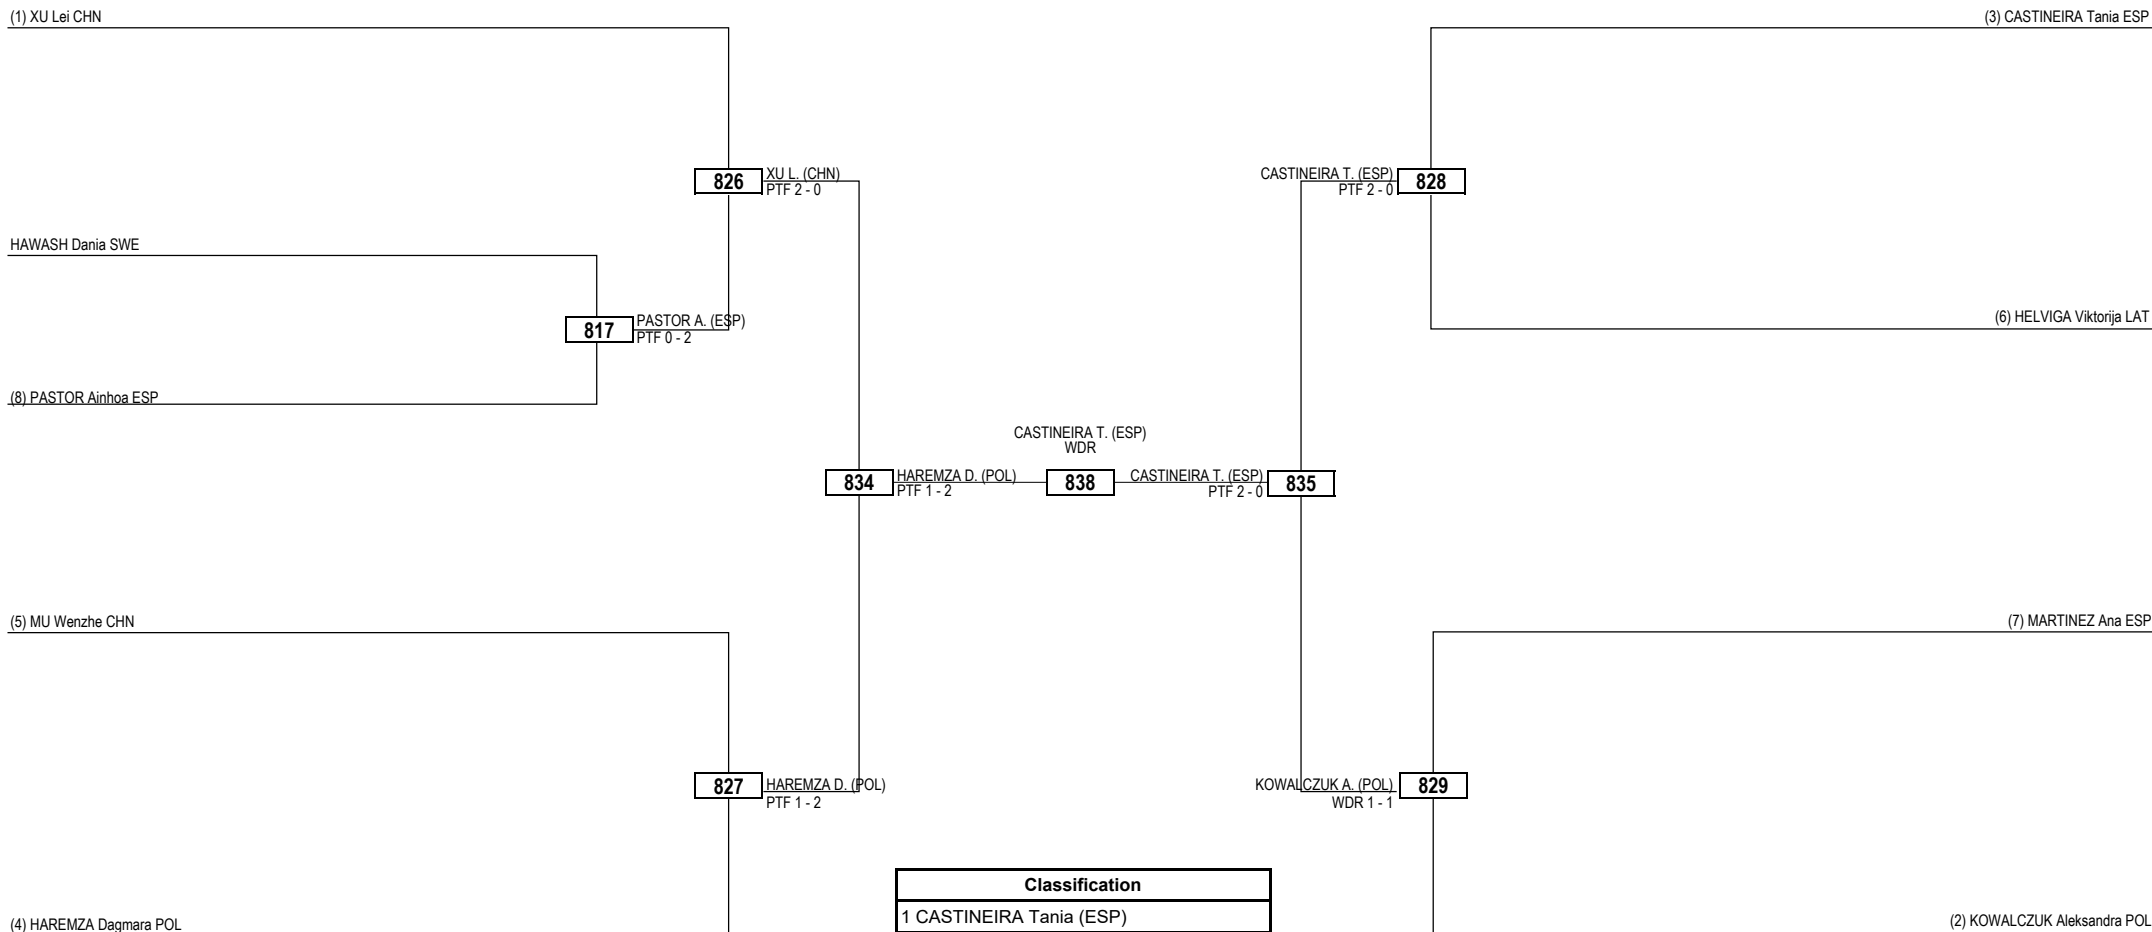 (1) XU Lei CHN
(3) CASTINEIRA Tania ESP
826
XU L. (CHN)
PTF 2 - 0
CASTINEIRA T. (ESP)
PTF 2 - 0
828
HAWASH Dania SWE
817
PASTOR A. (ESP)
PTF 0 - 2
(6) HELVIGA Viktorija LAT
(8) PASTOR Ainhoa ESP
CASTINEIRA T. (ESP)
WDR
834
HAREMZA D. (POL)
PTF 1 - 2
838
CASTINEIRA T. (ESP)
PTF 2 - 0
835
(5) MU Wenzhe CHN
(7) MARTINEZ Ana ESP
827
HAREMZA D. (POL)
PTF 1 - 2
KOWALCZUK A. (POL)
WDR 1 - 1
829
Classification
1 CASTINEIRA Tania (ESP)
(4) HAREMZA Dagmara POL
(2) KOWALCZUK Aleksandra POL